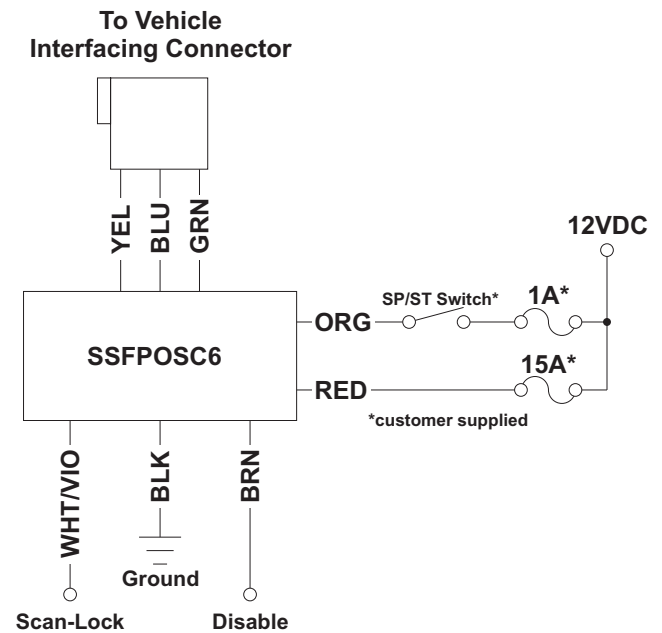 To Vehicle
Interfacing Connector
YEL
BLU
GRN
12VDC
SP/ST Switch*
1A*
ORG
SSFPOSC6
15A*
RED
*customer supplied
WHT/VIO
BLK
BRN
Ground
Scan-Lock
Disable